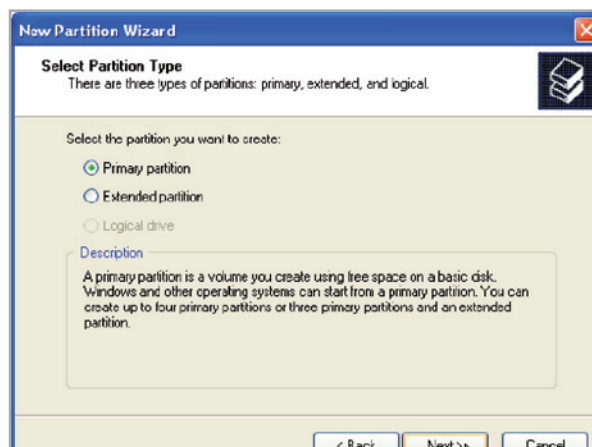 New Partition Wizard
Select Partition Type
There are three types of partitions: primary, extended, and logical.
Select the partition you want to create:
Primary partition
Extended partition
Logical drive
Description
A primary partition is a volume you create using free space on a basic disk.
Windows and other operating systems can start from a primary partition. You can
create up to four primary partitions or three primary partitions and an extended
partition.
< Back Next > Cancel